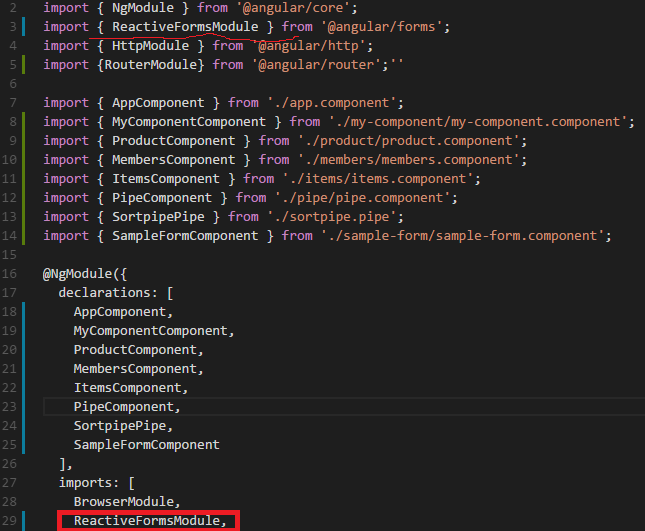 2 import { NgModule } from '@angular/core';
3 import { ReactiveFormsModule } from '@angular/forms';
4 import { HttpModule } from '@angular/http';
5 import {RouterModule} from '@angular/router';''
6
7 import { AppComponent } from './app.component';
8 import { MyComponentComponent } from './my-component/my-component.component';
9 import { ProductComponent } from './product/product.component';
10 import { MembersComponent } from './members/members.component';
11 import { ItemsComponent } from './items/items.component';
12 import { PipeComponent } from './pipe/pipe.component';
13 import { SortpipePipe } from './sortpipe.pipe';
14 import { SampleFormComponent } from './sample-form/sample-form.component';
15
16 @NgModule({
17   declarations: [
18     AppComponent,
19     MyComponentComponent,
20     ProductComponent,
21     MembersComponent,
22     ItemsComponent,
23     PipeComponent,
24     SortpipePipe,
25     SampleFormComponent
26   ],
27   imports: [
28     BrowserModule,
29     ReactiveFormsModule,